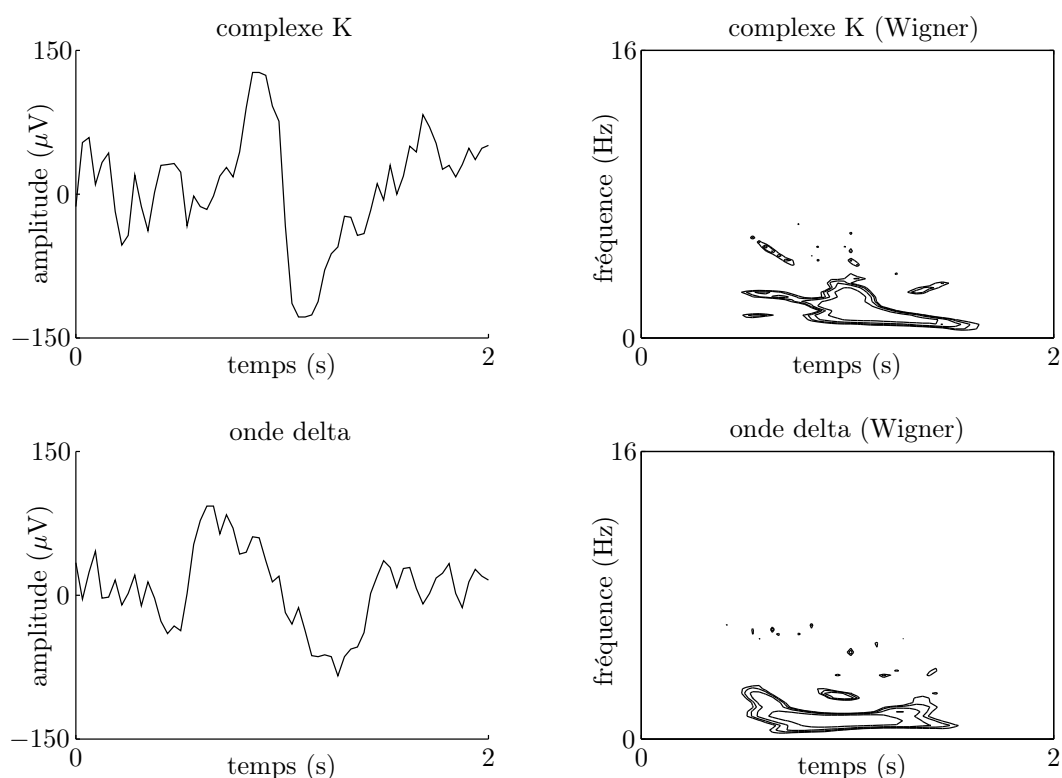 complexe K
150
0
−150
amplitude (μV)
0
2
temps (s)
complexe K (Wigner)
16
0
fréquence (Hz)
0
2
temps (s)
onde delta
150
0
−150
amplitude (μV)
0
2
temps (s)
onde delta (Wigner)
16
0
fréquence (Hz)
0
2
temps (s)